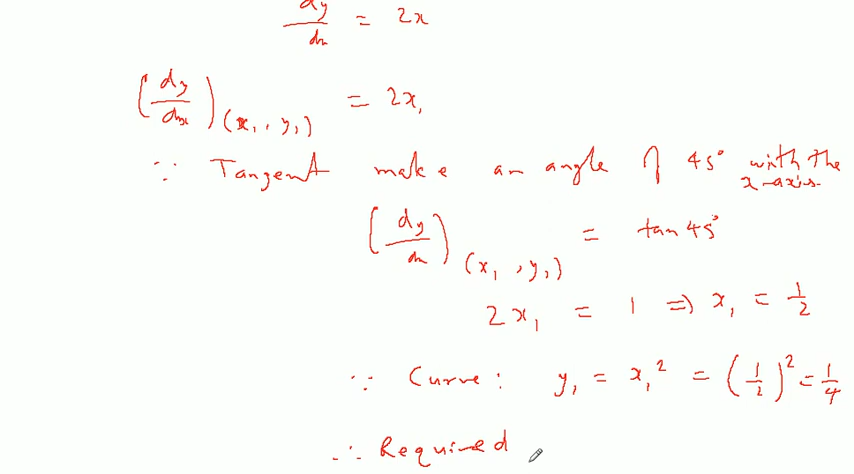 dy/dx = 2x
(dy/dx)(x₁, y₁) = 2x₁
∵ Tangent make an angle of 45° with the x-axis.
(dy/dx)(x₁, y₁) = tan 45°
2x₁ = 1 ⇒ x₁ = 1/2
∵ Curve: y₁ = x₁² = (1/2)² = 1/4
∴ Required